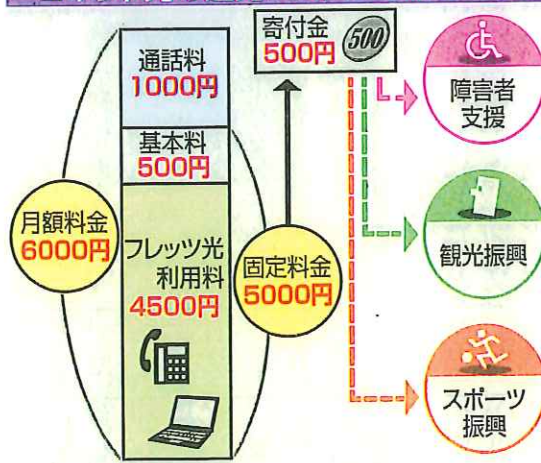 寄付金
500円
500
通話料
1000円
基本料
500円
月額料金
6000円
フレッツ光
利用料
4500円
固定料金
5000円
障害者
支援
観光振興
スポーツ
振興